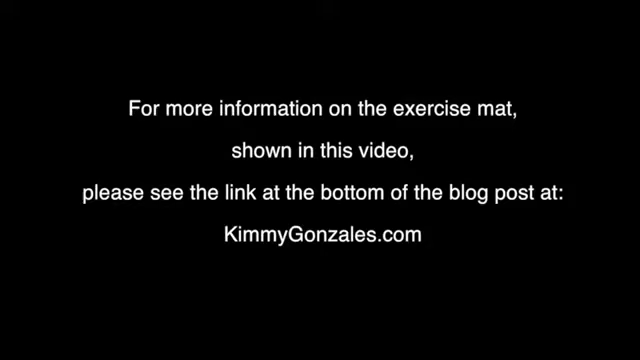 For more information on the exercise mat,
shown in this video,
please see the link at the bottom of the blog post at:
KimmyGonzales.com